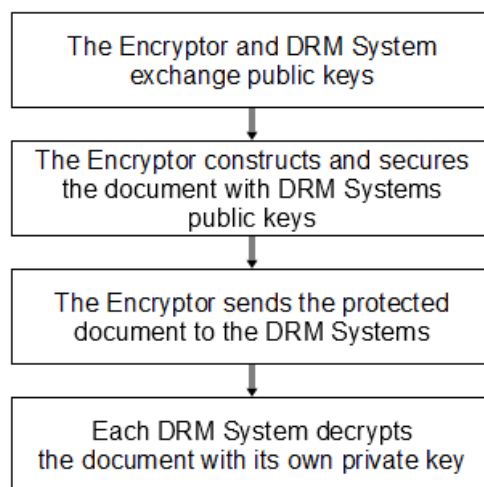 The Encryptor and DRM System
exchange public keys
The Encryptor constructs and secures
the document with DRM Systems
public keys
The Encryptor sends the protected
document to the DRM Systems
Each DRM System decrypts
the document with its own private key